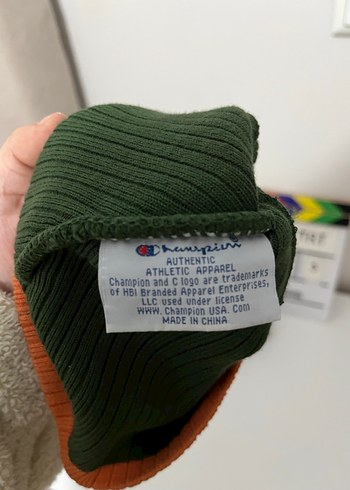 Champion
AUTHENTIC
ATHLETIC APPAREL
Champion and C logo are trademarks
of HBI Branded Apparel Enterprises,
LLC used under license
WWW. Champion USA. Com
MADE IN CHINA